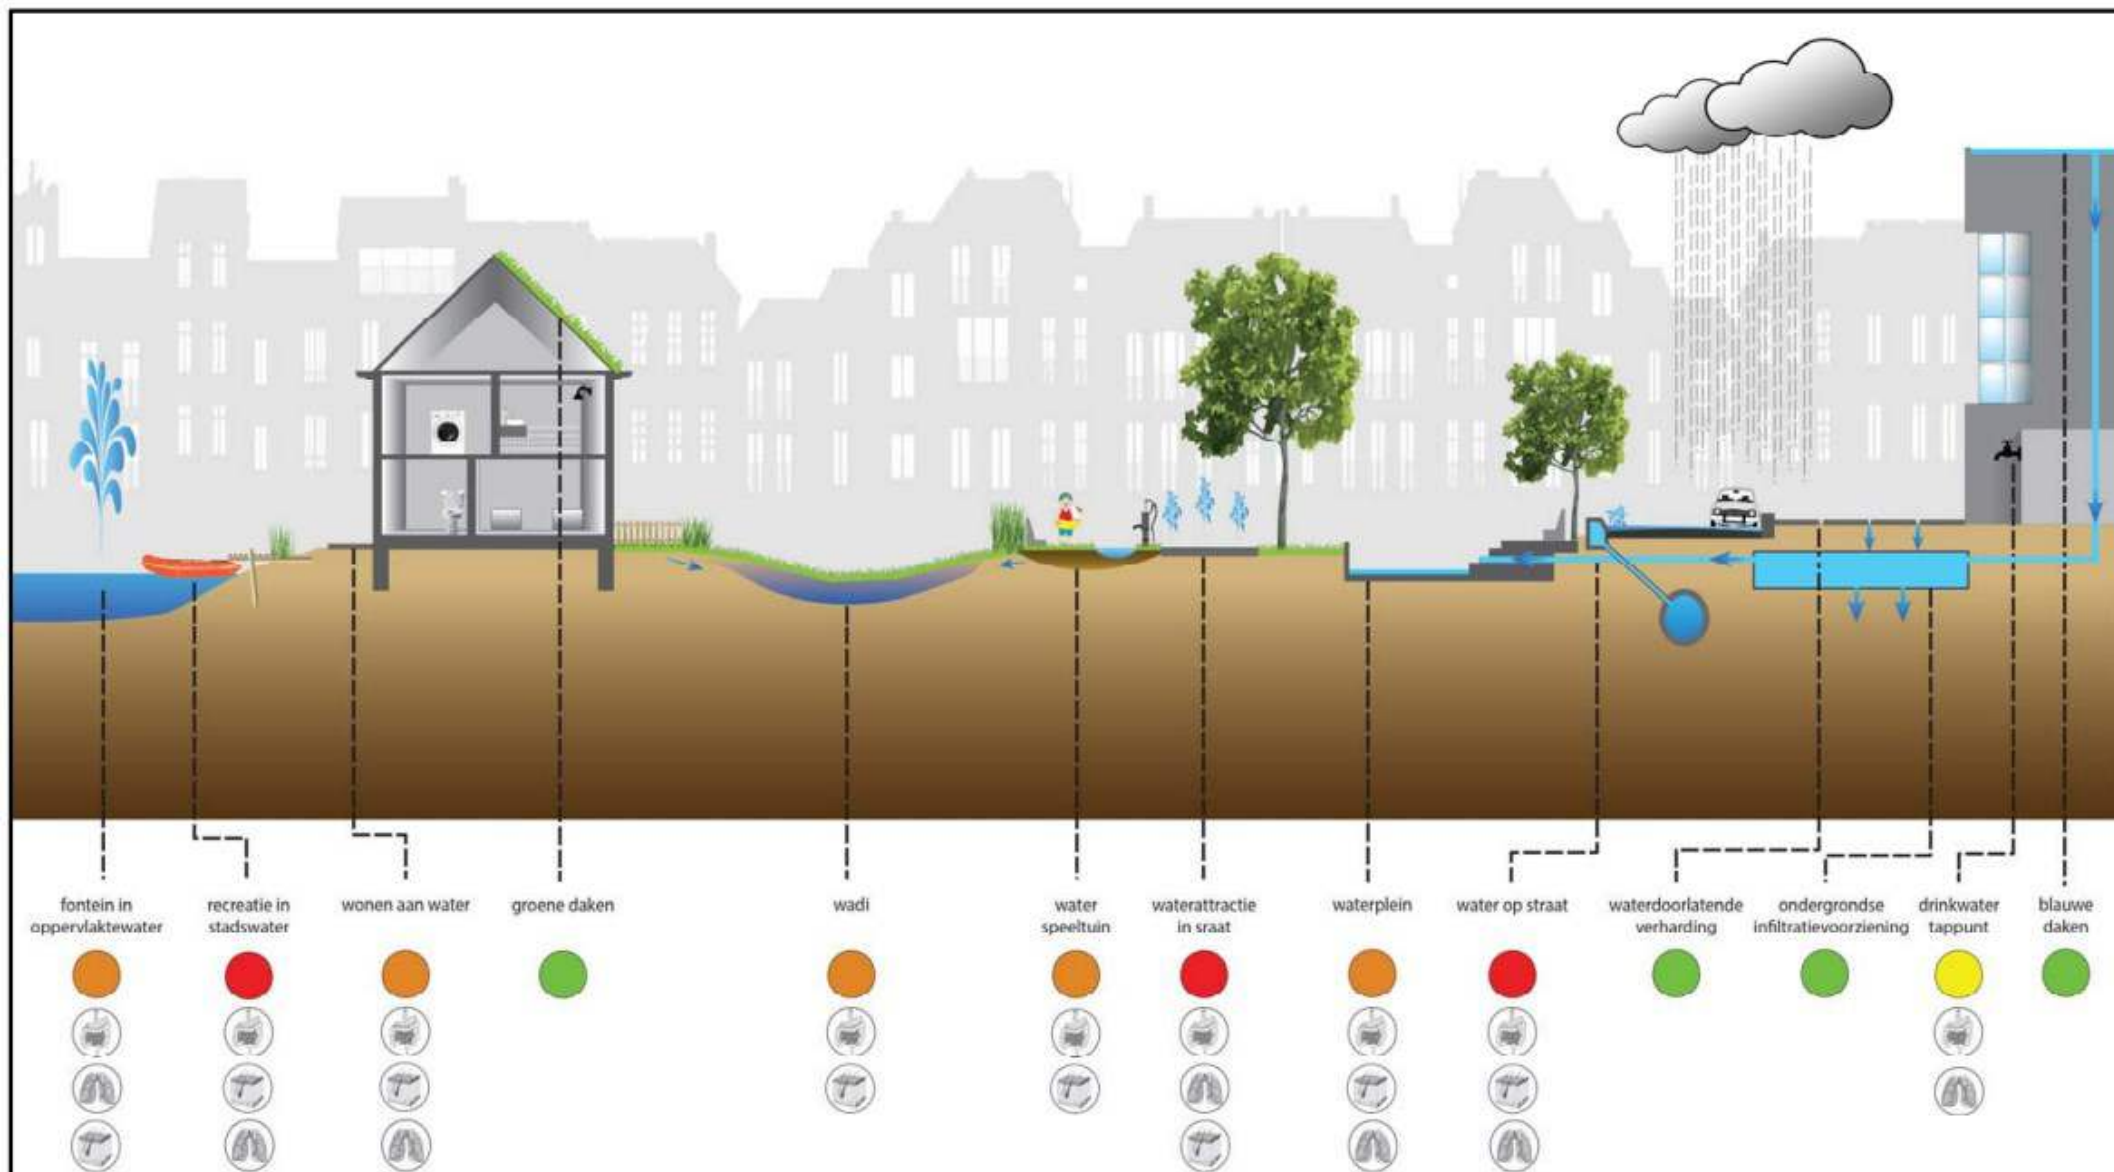 fontein in
oppervlaktewater
recreatie in
stadswater
wonen aan water
groene daken
wadi
water
speeltuin
waterattractie
in sraat
waterplein
water op straat
waterdoorlatende
verharding
ondergrondse
infiltratievoorziening
drinkwater
tappunt
blauwe
daken